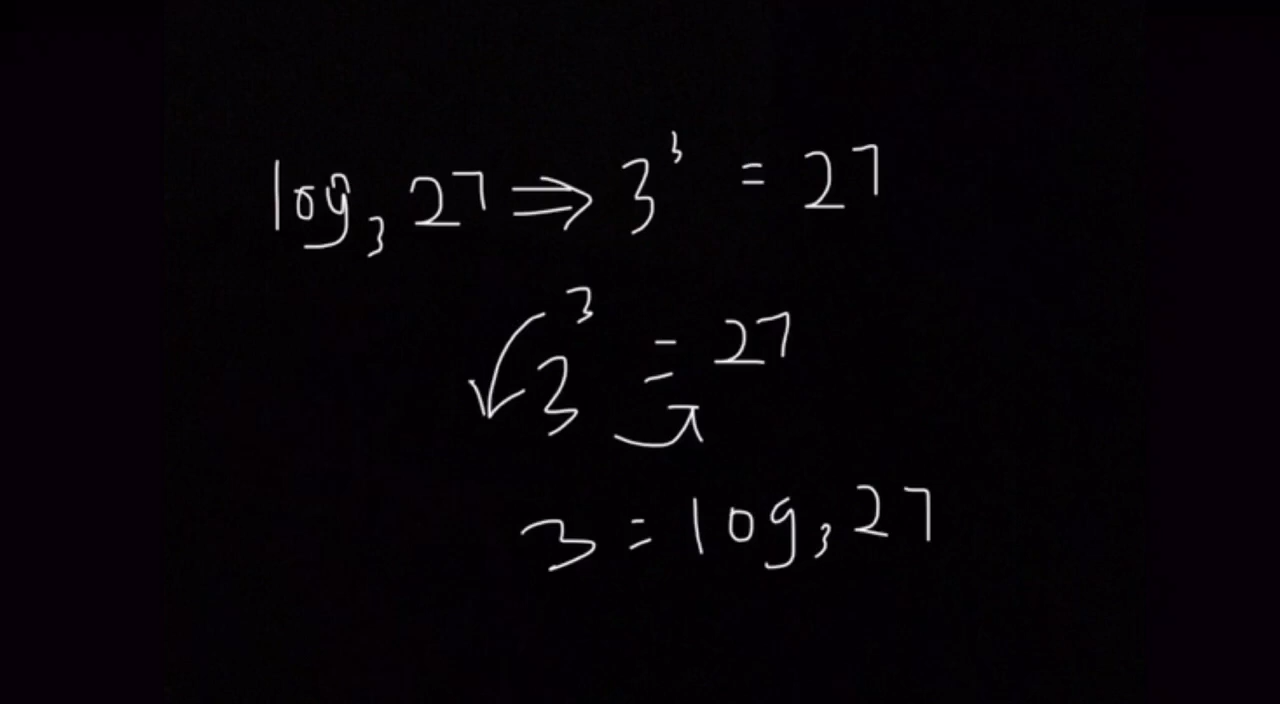 log₃ 27 ⇒ 3³ = 27
3³ = 27
3 = log₃ 27